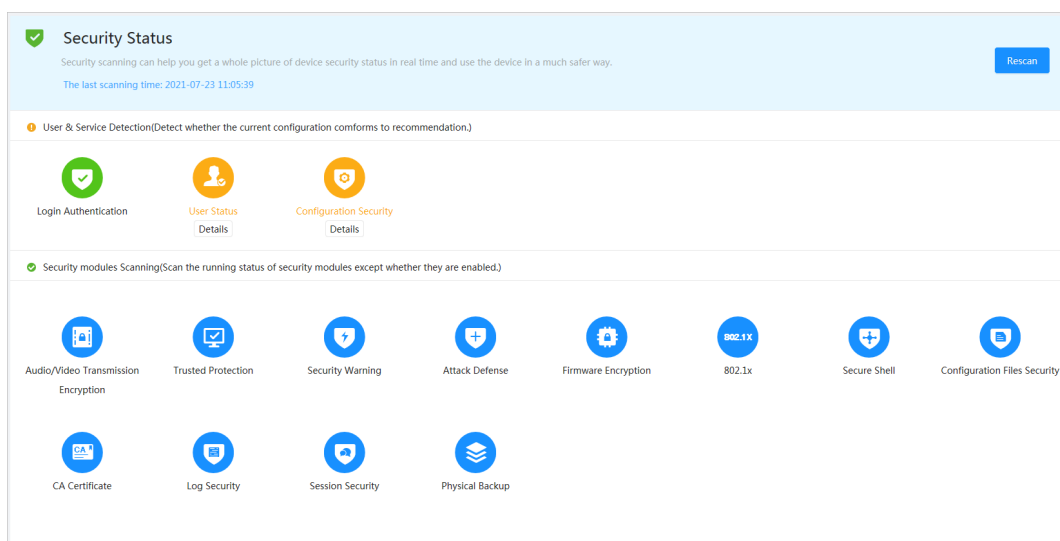 Security Status
Security scanning can help you get a whole picture of device security status in real time and use the device in a much safer way.
Rescan
The last scanning time: 2021-07-23 11:05:39
User & Service Detection(Detect whether the current configuration comforms to recommendation.)
Login Authentication
User Status
Configuration Security
Details
Details
Security modules Scanning(Scan the running status of security modules except whether they are enabled.)
802.1X
Audio/Video Transmission
Encryption
Trusted Protection
Security Warning
Attack Defense
Firmware Encryption
802.1x
Secure Shell
Configuration Files Security
CA
CA Certificate
Log Security
Session Security
Physical Backup